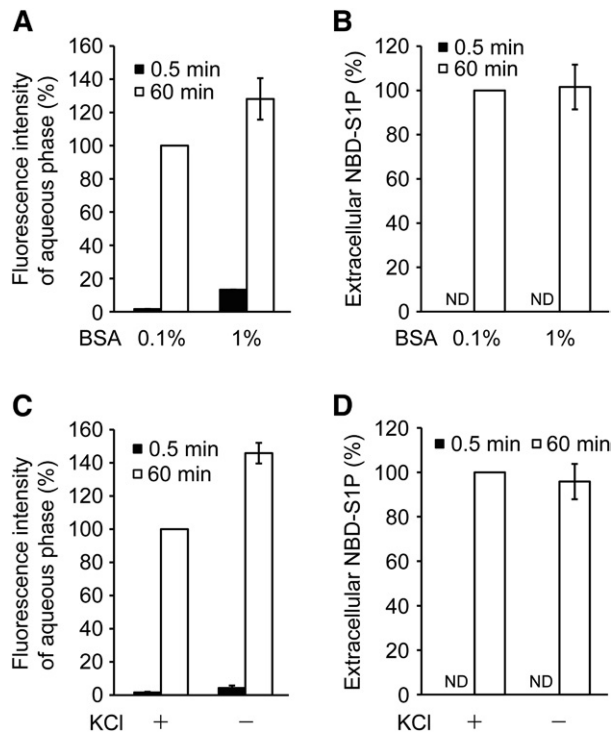 A
Fluorescence intensity
of aqueous phase (%)
160
140
120
100
80
60
40
20
0
0.5 min
60 min
BSA 0.1% 1%
B
Extracellular NBD-S1P (%)
120
100
80
60
40
20
0
0.5 min
60 min
ND ND
BSA 0.1% 1%
C
Fluorescence intensity
of aqueous phase (%)
160
140
120
100
80
60
40
20
0
0.5 min
60 min
KCl + −
D
Extracellular NBD-S1P (%)
120
100
80
60
40
20
0
0.5 min 60 min
ND ND
KCl + −